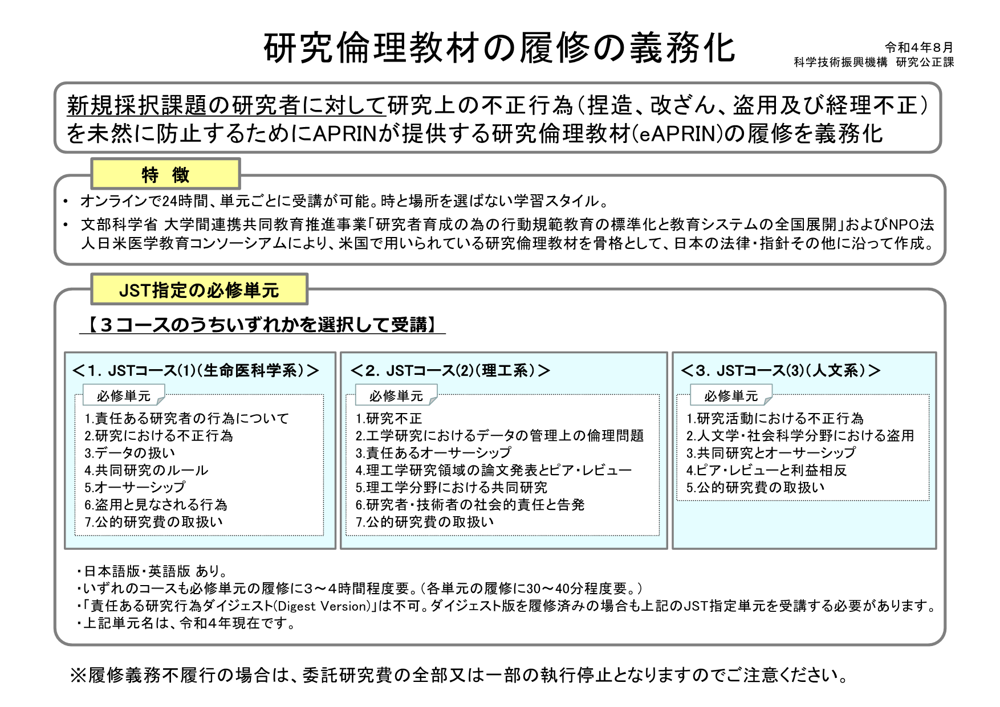 研究倫理教材の履修の義務化
令和4年8月
科学技術振興機構 研究公正課
新規採択課題の研究者に対して研究上の不正行為（捏造、改ざん、盗用及び経理不正）
を未然に防止するためにAPRINが提供する研究倫理教材(eAPRIN)の履修を義務化
特 徴
• オンラインで24時間、単元ごとに受講が可能。時と場所を選ばない学習スタイル。
• 文部科学省 大学間連携共同教育推進事業「研究者育成の為の行動規範教育の標準化と教育システムの全国展開」およびNPO法
人日米医学教育コンソーシアムにより、米国で用いられている研究倫理教材を骨格として、日本の法律・指針その他に沿って作成。
JST指定の必修単元
【３コースのうちいずれかを選択して受講】
＜1. JSTコース(1)（生命医科学系）＞
必修単元
1.責任ある研究者の行為について
2.研究における不正行為
3.データの扱い
4.共同研究のルール
5.オーサーシップ
6.盗用と見なされる行為
7.公的研究費の取扱い
＜2. JSTコース(2)（理工系）＞
必修単元
1.研究不正
2.工学研究におけるデータの管理上の倫理問題
3.責任あるオーサーシップ
4.理工学研究領域の論文発表とピア・レビュー
5.理工学分野における共同研究
6.研究者・技術者の社会的責任と告発
7.公的研究費の取扱い
＜3. JSTコース(3)（人文系）＞
必修単元
1.研究活動における不正行為
2.人文学・社会科学分野における盗用
3.共同研究とオーサーシップ
4.ピア・レビューと利益相反
5.公的研究費の取扱い
・日本語版・英語版 あり。
・いずれのコースも必修単元の履修に3～4時間程度要。（各単元の履修に30～40分程度要。）
・「責任ある研究行為ダイジェスト(Digest Version)」は不可。ダイジェスト版を履修済みの場合も上記のJST指定単元を受講する必要があります。
・上記単元名は、令和4年現在です。
※履修義務不履行の場合は、委託研究費の全部又は一部の執行停止となりますのでご注意ください。